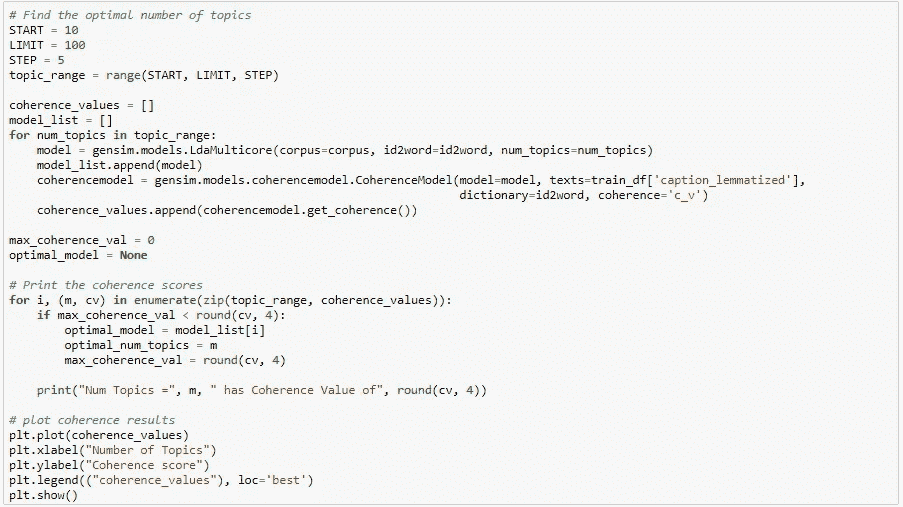 # Find the optimal number of topics
START = 10
LIMIT = 100
STEP = 5
topic_range = range(START, LIMIT, STEP)
coherence_values = []
model_list = []
for num_topics in topic_range:
    model = gensim.models.LdaMulticore(corpus=corpus, id2word=id2word, num_topics=num_topics)
    model_list.append(model)
    coherencemodel = gensim.models.coherencemodel.CoherenceModel(model=model, texts=train_df['caption_lemmatized'],
                                                                 dictionary=id2word, coherence='c_v')
    coherence_values.append(coherencemodel.get_coherence())
max_coherence_val = 0
optimal_model = None
# Print the coherence scores
for i, (m, cv) in enumerate(zip(topic_range, coherence_values)):
    if max_coherence_val < round(cv, 4):
        optimal_model = model_list[i]
        optimal_num_topics = m
        max_coherence_val = round(cv, 4)
    print("Num Topics =", m, " has Coherence Value of", round(cv, 4))
# plot coherence results
plt.plot(coherence_values)
plt.xlabel("Number of Topics")
plt.ylabel("Coherence score")
plt.legend(("coherence_values"), loc='best')
plt.show()